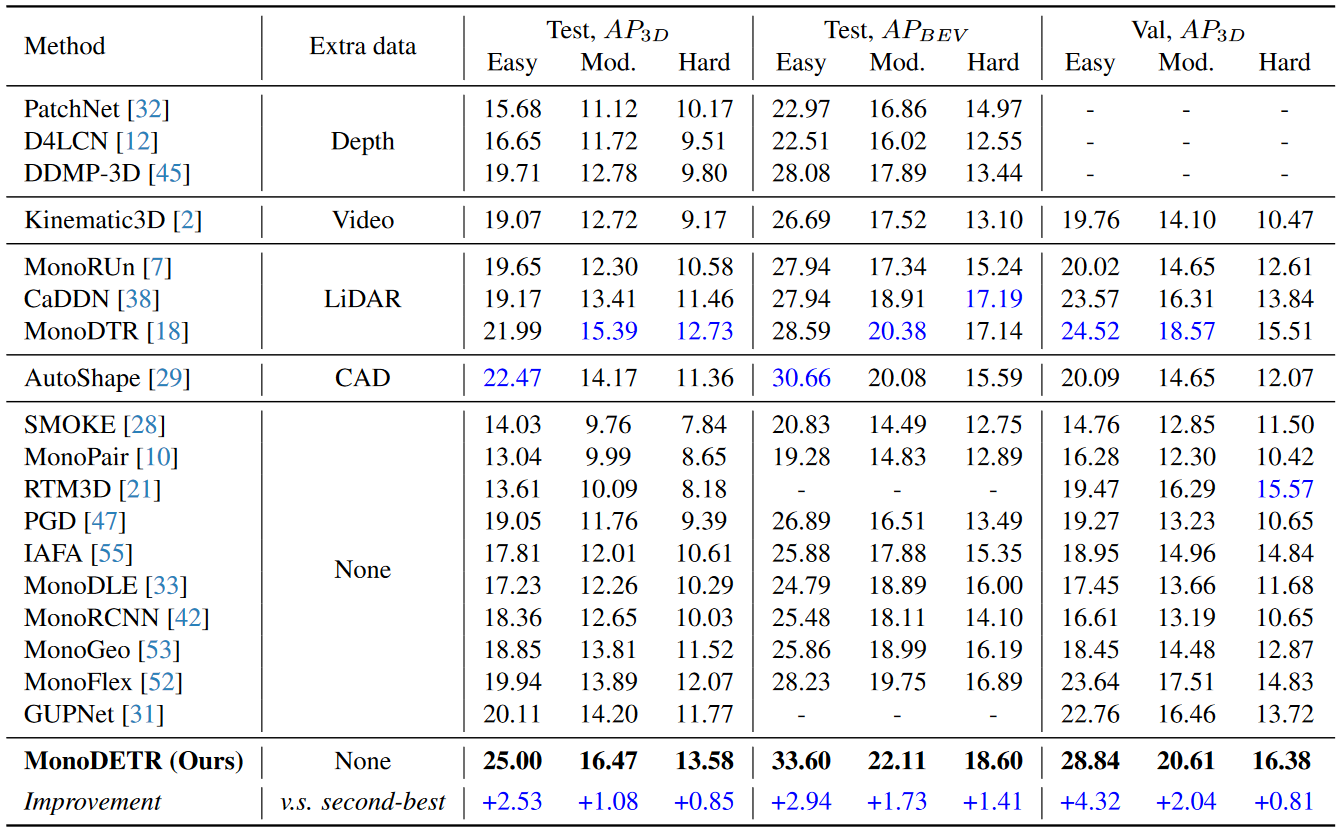 Method Extra data Test, AP3D Test, APBEV Val, AP3D
Easy Mod. Hard Easy Mod. Hard Easy Mod. Hard
PatchNet [32] 15.68 11.12 10.17 22.97 16.86 14.97 - - -
D4LCN [12] Depth 16.65 11.72 9.51 22.51 16.02 12.55 - - -
DDMP-3D [45] 19.71 12.78 9.80 28.08 17.89 13.44 - - -
Kinematic3D [2] Video 19.07 12.72 9.17 26.69 17.52 13.10 19.76 14.10 10.47
MonoRUn [7] 19.65 12.30 10.58 27.94 17.34 15.24 20.02 14.65 12.61
CaDDN [38] LiDAR 19.17 13.41 11.46 27.94 18.91 17.19 23.57 16.31 13.84
MonoDTR [18] 21.99 15.39 12.73 28.59 20.38 17.14 24.52 18.57 15.51
AutoShape [29] CAD 22.47 14.17 11.36 30.66 20.08 15.59 20.09 14.65 12.07
SMOKE [28] 14.03 9.76 7.84 20.83 14.49 12.75 14.76 12.85 11.50
MonoPair [10] 13.04 9.99 8.65 19.28 14.83 12.89 16.28 12.30 10.42
RTM3D [21] 13.61 10.09 8.18 - - - 19.47 16.29 15.57
PGD [47] 19.05 11.76 9.39 26.89 16.51 13.49 19.27 13.23 10.65
IAFA [55] None 17.81 12.01 10.61 25.88 17.88 15.35 18.95 14.96 14.84
MonoDLE [33] 17.23 12.26 10.29 24.79 18.89 16.00 17.45 13.66 11.68
MonoRCNN [42] 18.36 12.65 10.03 25.48 18.11 14.10 16.61 13.19 10.65
MonoGeo [53] 18.85 13.81 11.52 25.86 18.99 16.19 18.45 14.48 12.87
MonoFlex [52] 19.94 13.89 12.07 28.23 19.75 16.89 23.64 17.51 14.83
GUPNet [31] 20.11 14.20 11.77 - - - 22.76 16.46 13.72
MonoDETR (Ours) None 25.00 16.47 13.58 33.60 22.11 18.60 28.84 20.61 16.38
Improvement v.s. second-best +2.53 +1.08 +0.85 +2.94 +1.73 +1.41 +4.32 +2.04 +0.81